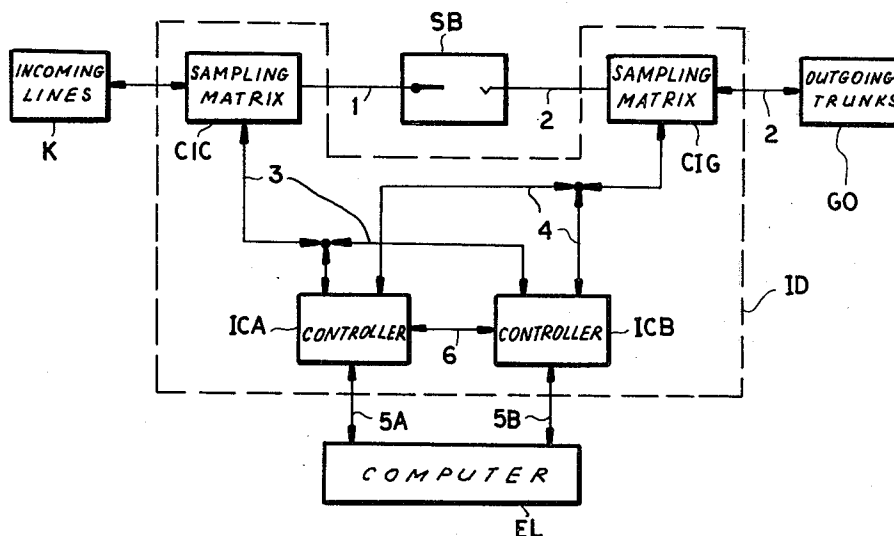 SB
INCOMING
LINES
K
SAMPLING
MATRIX
CIC
1
2
SAMPLING
MATRIX
CIG
2
OUTGOING
TRUNKS
GO
3
4
ICA
CONTROLLER
6
CONTROLLER
ICB
ID
5A
5B
COMPUTER
EL